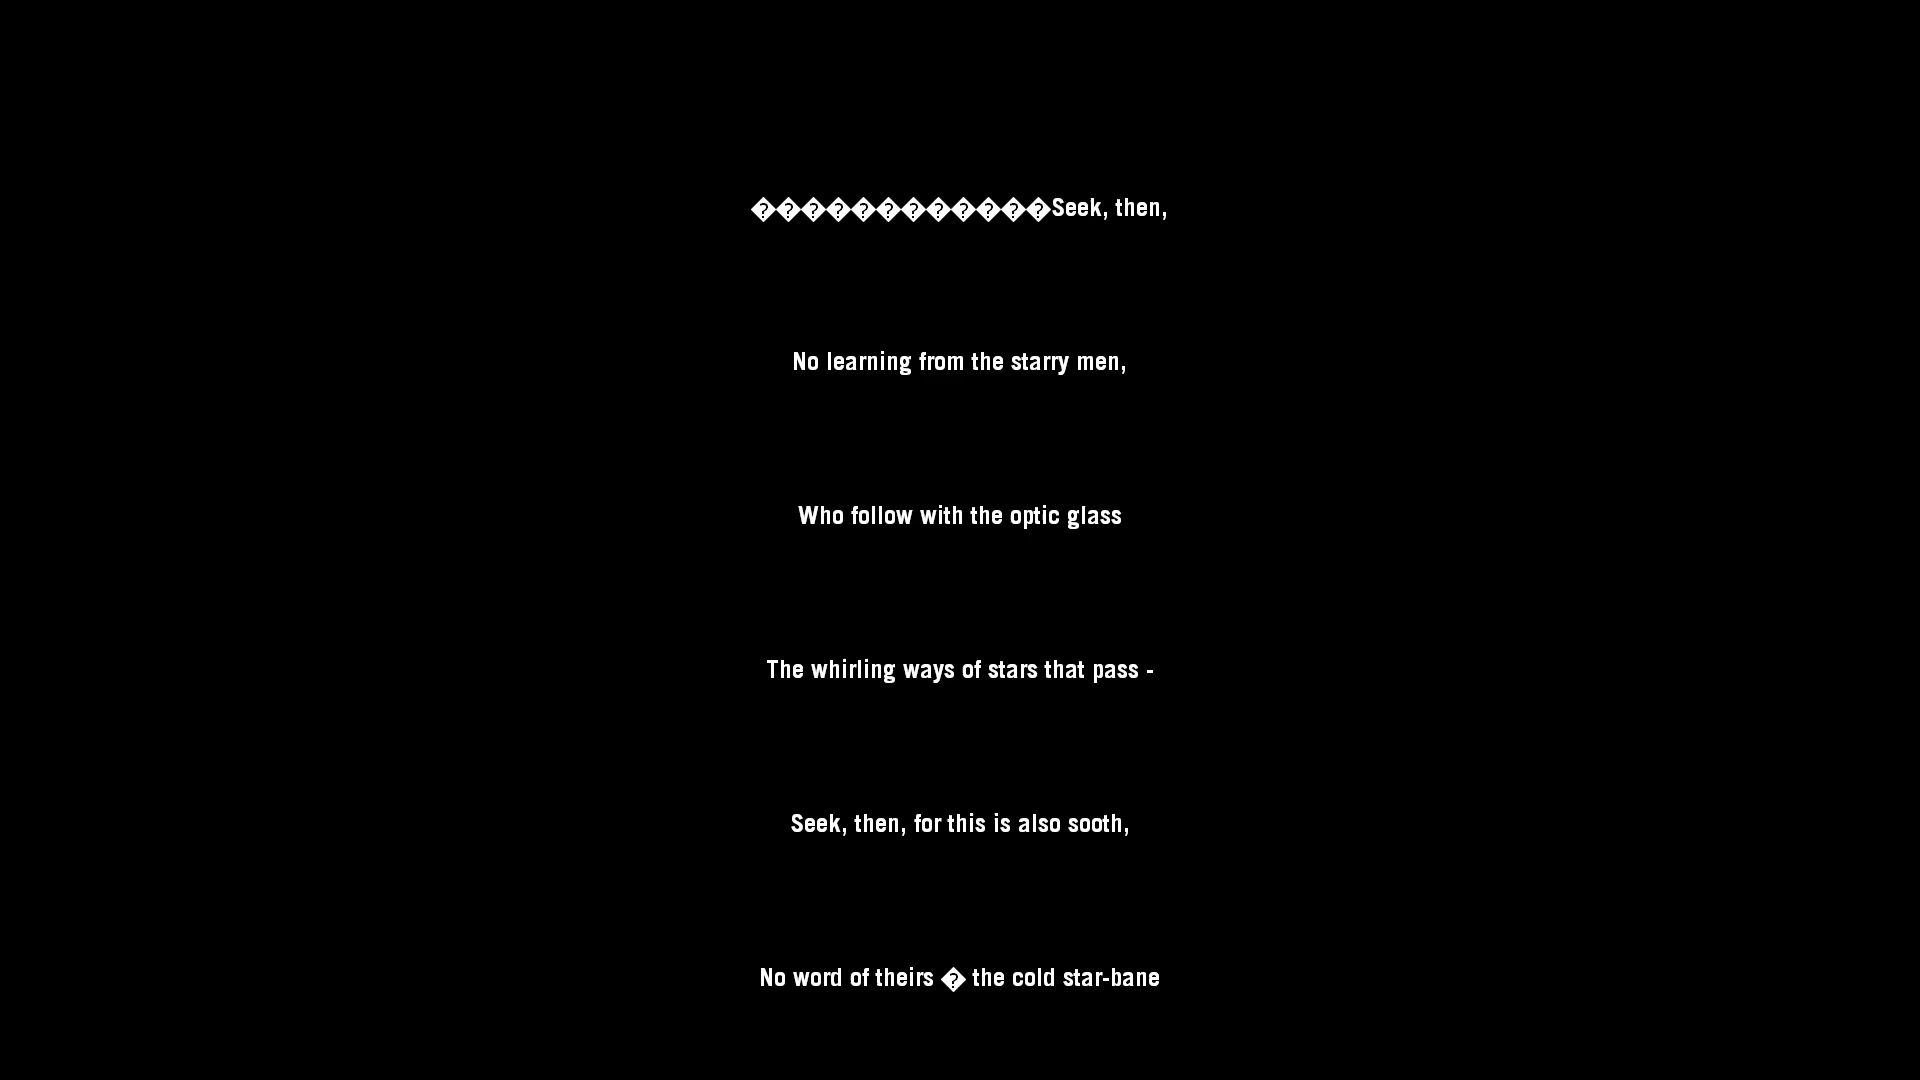 ������������Seek, then,
No learning from the starry men,
Who follow with the optic glass
The whirling ways of stars that pass -
Seek, then, for this is also sooth,
No word of theirs � the cold star-bane